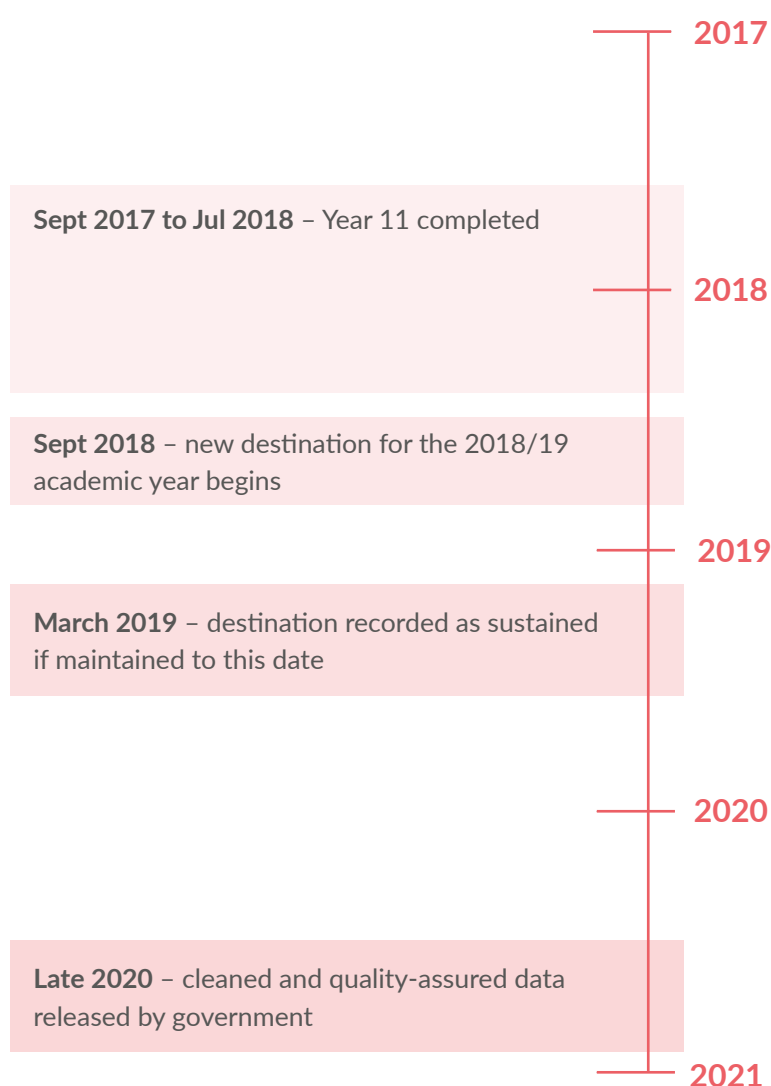 2017
Sept 2017 to Jul 2018 – Year 11 completed
2018
Sept 2018 – new destination for the 2018/19
academic year begins
2019
March 2019 – destination recorded as sustained
if maintained to this date
2020
Late 2020 – cleaned and quality-assured data
released by government
2021